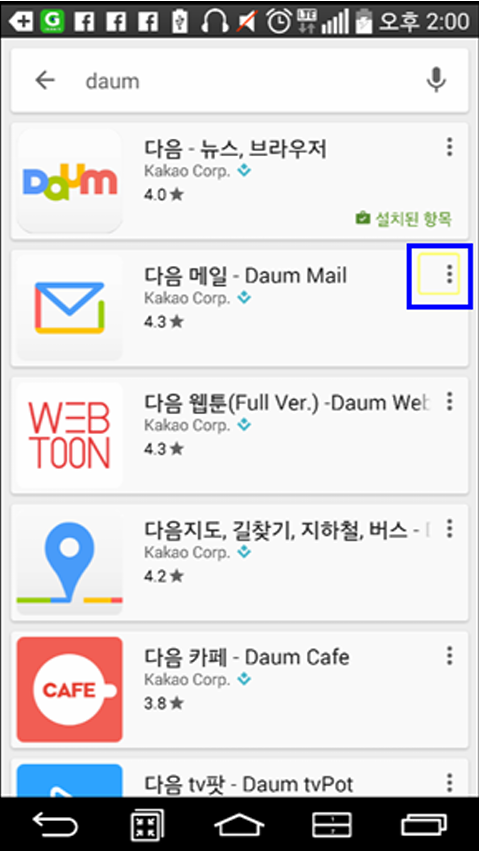 오후 2:00
daum
Daum
다음 - 뉴스, 브라우저
Kakao Corp.
4.0★
설치된 항목
다음 메일 - Daum Mail
Kakao Corp.
4.3★
WEB
TOON
다음 웹툰(Full Ver.) -Daum Web
Kakao Corp.
4.3★
다음지도, 길찾기, 지하철, 버스 -
Kakao Corp.
4.2★
CAFE
다음 카페 - Daum Cafe
Kakao Corp.
3.8★
다음 tv팟 - Daum tvPot